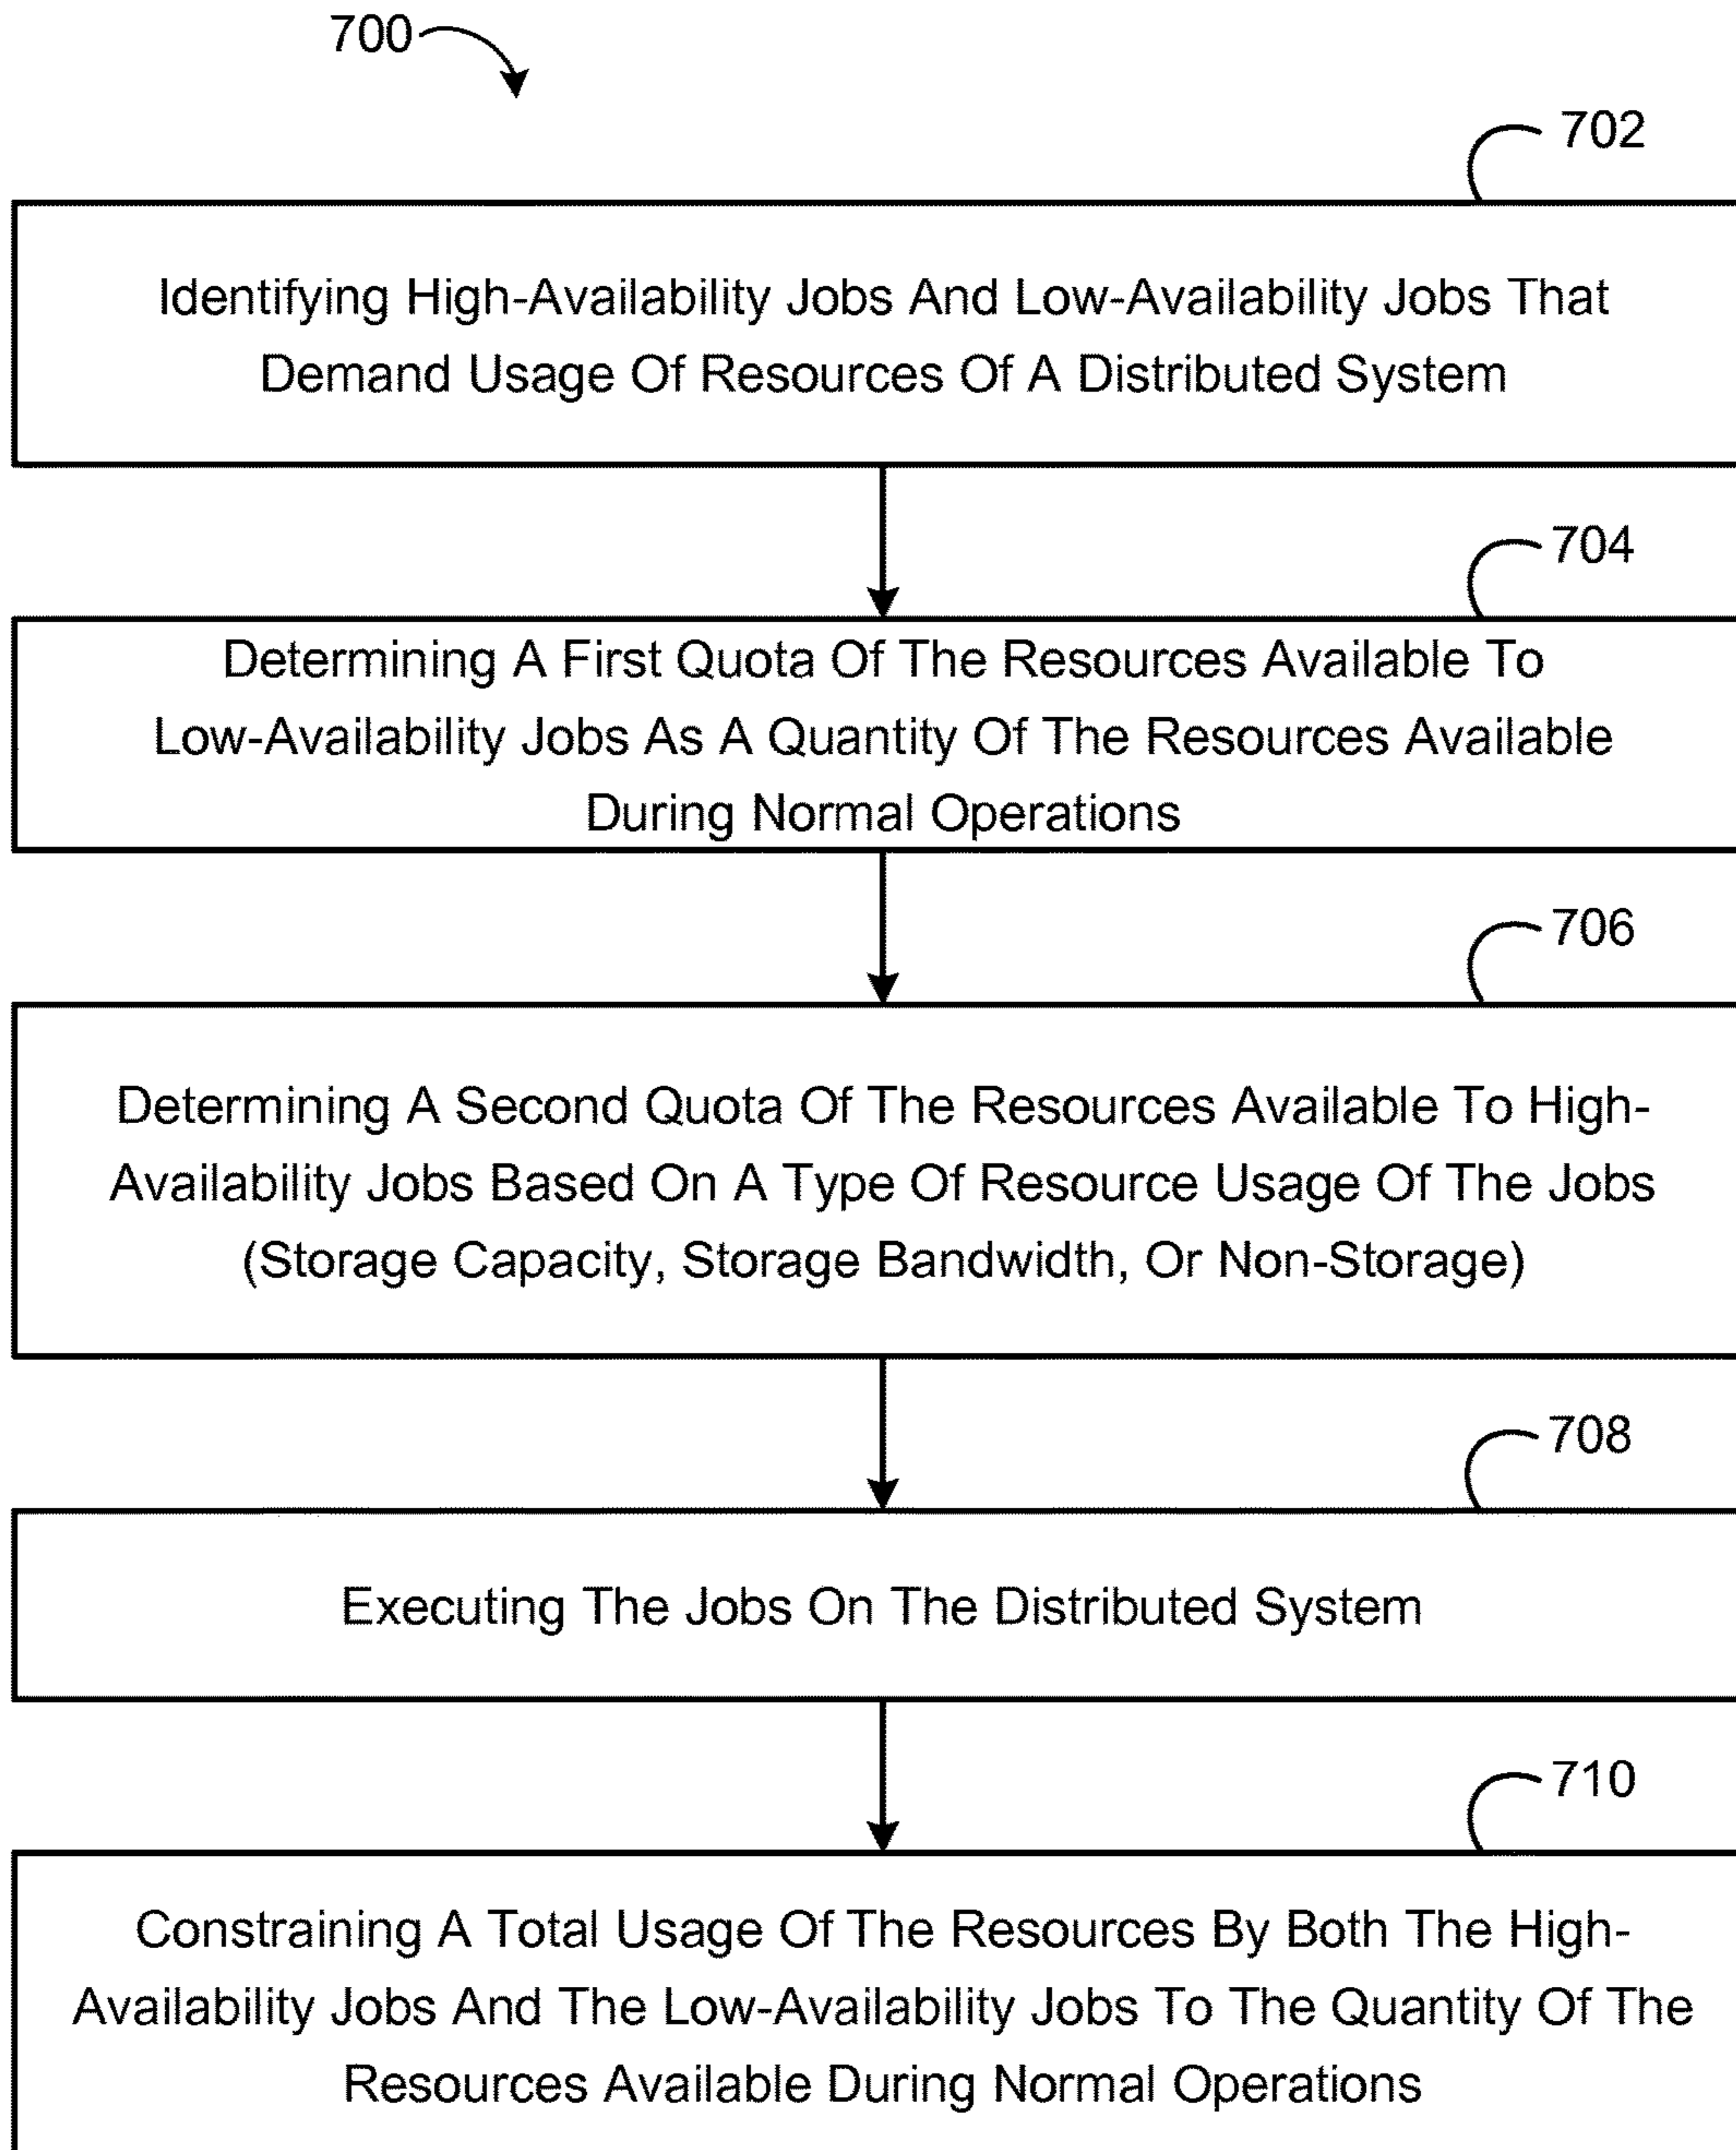 700
702
Identifying High-Availability Jobs And Low-Availability Jobs That
Demand Usage Of Resources Of A Distributed System
704
Determining A First Quota Of The Resources Available To
Low-Availability Jobs As A Quantity Of The Resources Available
During Normal Operations
706
Determining A Second Quota Of The Resources Available To High-
Availability Jobs Based On A Type Of Resource Usage Of The Jobs
(Storage Capacity, Storage Bandwidth, Or Non-Storage)
708
Executing The Jobs On The Distributed System
710
Constraining A Total Usage Of The Resources By Both The High-
Availability Jobs And The Low-Availability Jobs To The Quantity Of The
Resources Available During Normal Operations